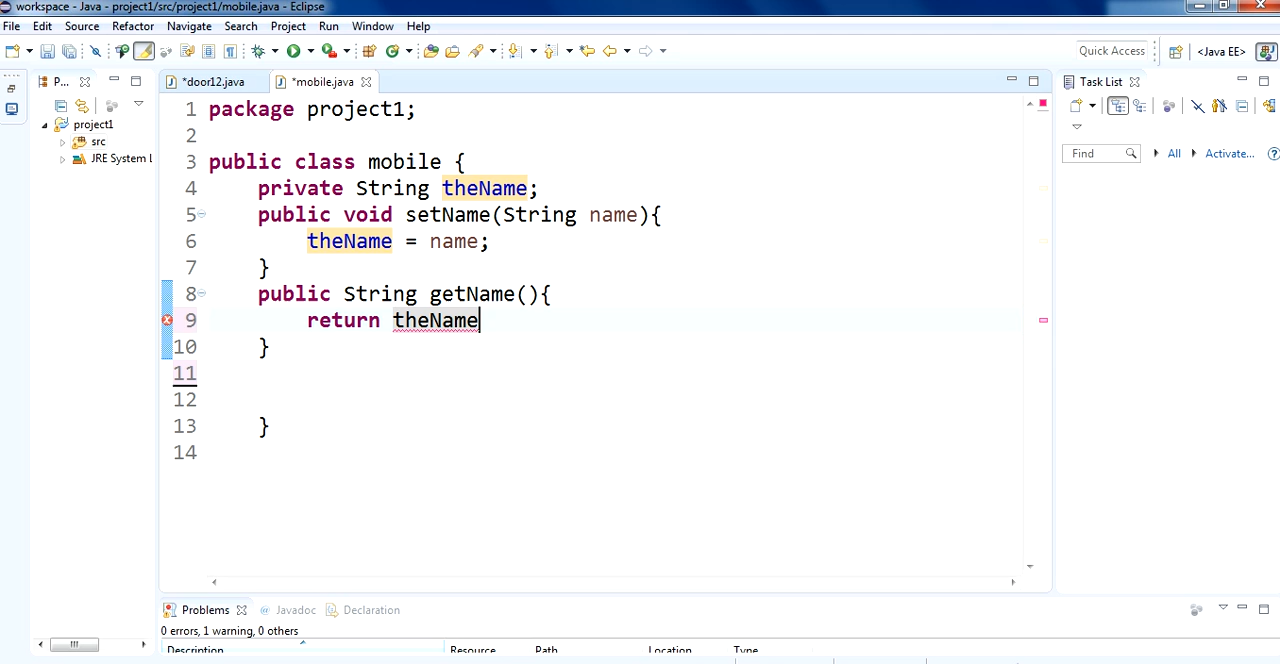 workspace - Java - project1/src/project1/mobile.java - Eclipse
File Edit Source Refactor Navigate Search Project Run Window Help
Quick Access <Java EE>
P... *door12.java *mobile.java Task List
project1
src
JRE System L
Find All Activate...
1 package project1;
2
3 public class mobile {
4 private String theName;
5 public void setName(String name){
6 theName = name;
7 }
8 public String getName(){
9 return theName
10 }
11
12
13 }
14
Problems @ Javadoc Declaration
0 errors, 1 warning, 0 others
Description Resource Path Location Type